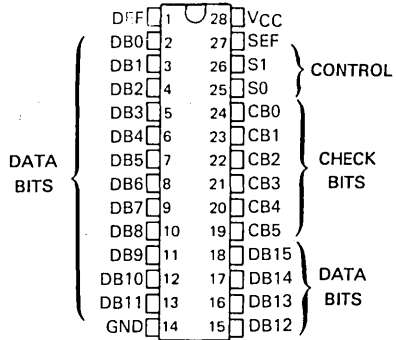 DEF 1 28 VCC
DB0 2 27 SEF
DB1 3 26 S1
DB2 4 25 S0
CONTROL
DB3 5 24 CB0
DB4 6 23 CB1
DB5 7 22 CB2
DB6 8 21 CB3
DB7 9 20 CB4
DB8 10 19 CB5
DATA
BITS
CHECK
BITS
DB9 11 18 DB15
DB10 12 17 DB14
DB11 13 16 DB13
GND 14 15 DB12
DATA
BITS